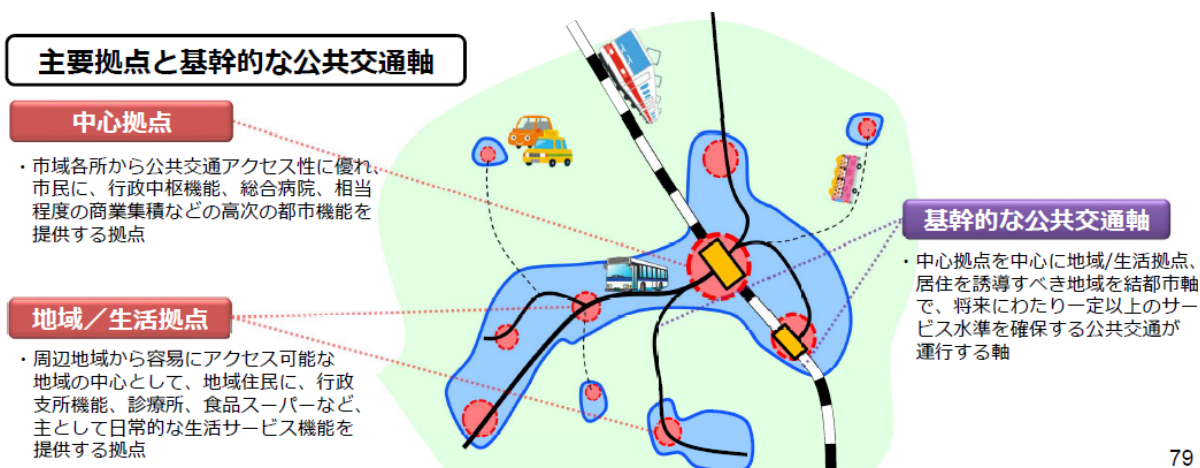 主要拠点と基幹的な公共交通軸
中心拠点
・市域各所から公共交通アクセス性に優れ、
市民に、行政中枢機能、総合病院、相当
程度の商業集積などの高次の都市機能を
提供する拠点
地域／生活拠点
・周辺地域から容易にアクセス可能な
地域の中心として、地域住民に、行政
支所機能、診療所、食品スーパーなど、
主として日常的な生活サービス機能を
提供する拠点
基幹的な公共交通軸
・中心拠点を中心に地域/生活拠点、
居住を誘導すべき地域を結都市軸
で、将来にわたり一定以上のサー
ビス水準を確保する公共交通が
運行する軸
79